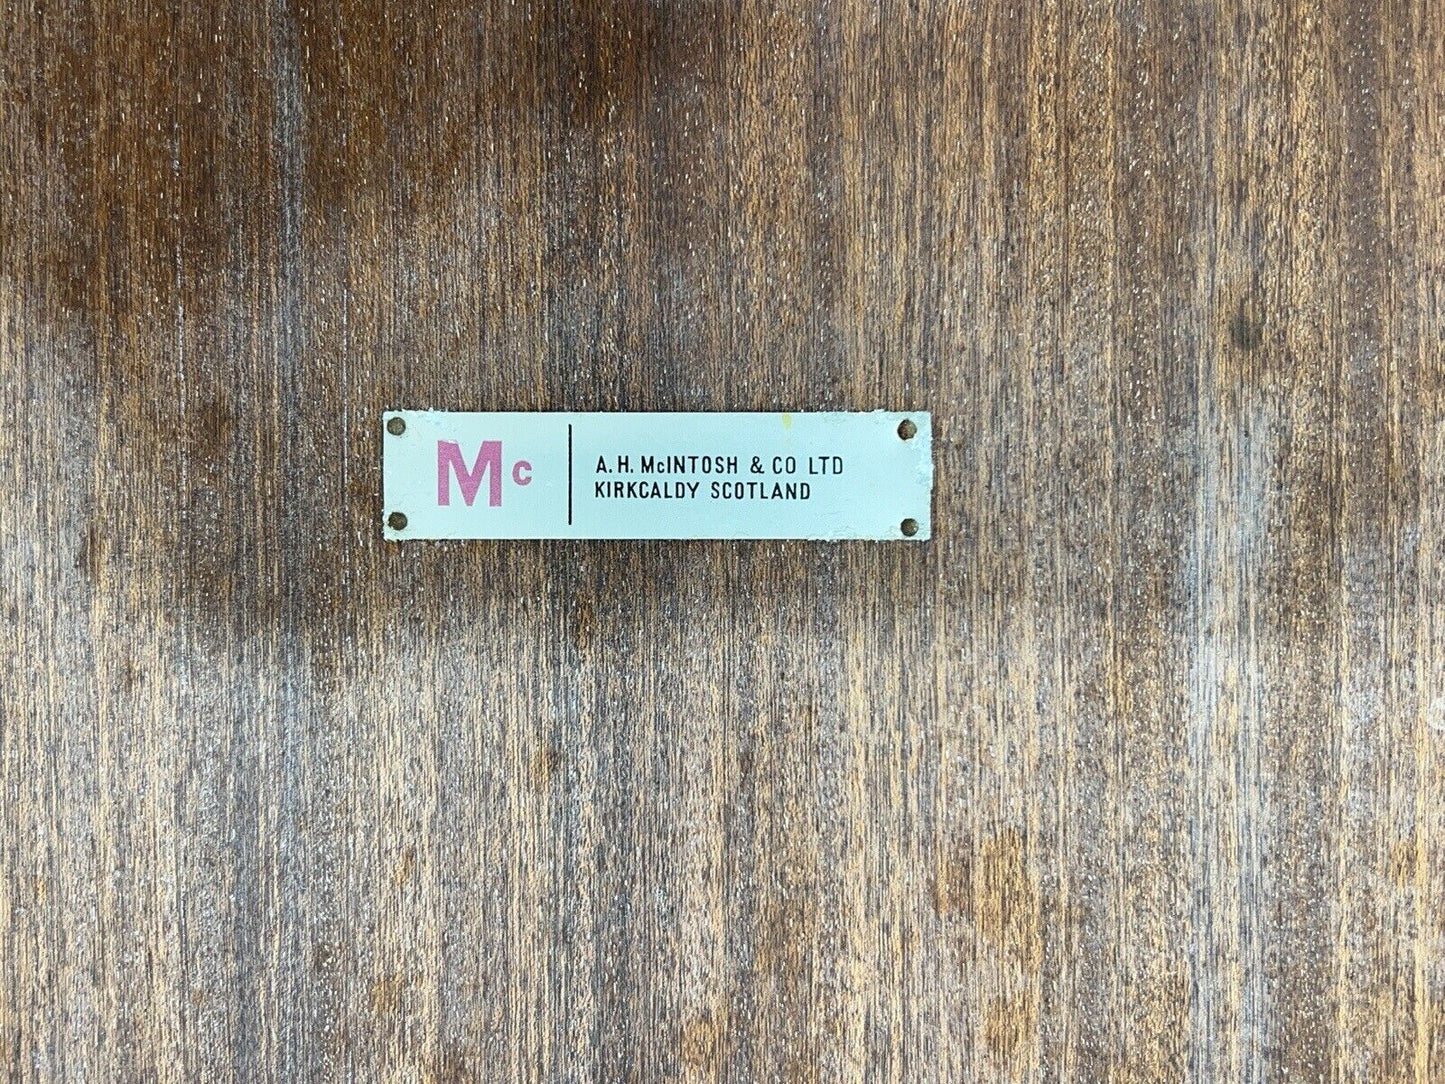 Mc
A. H. McINTOSH & CO LTD
KIRKCALDY SCOTLAND